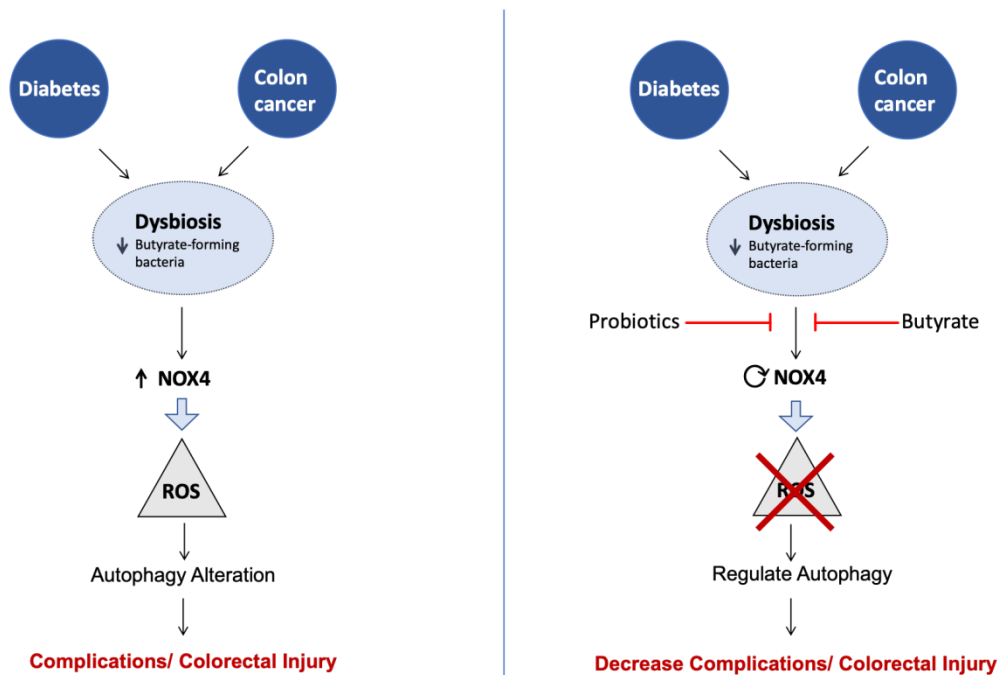 Diabetes
Colon
cancer
Dysbiosis
↓ Butyrate-forming
bacteria
↑ NOX4
ROS
Autophagy Alteration
Complications/ Colorectal Injury
Diabetes
Colon
cancer
Dysbiosis
↓ Butyrate-forming
bacteria
Probiotics
Butyrate
NOX4
ROS
Regulate Autophagy
Decrease Complications/ Colorectal Injury